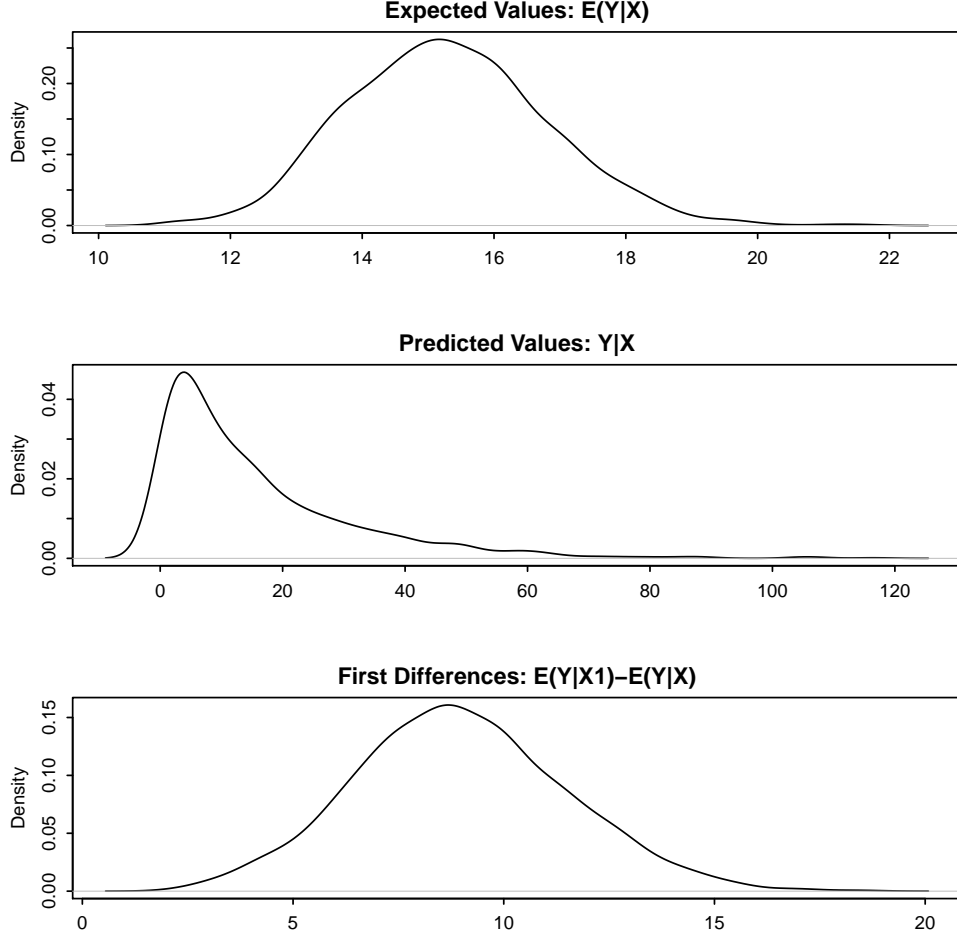 Expected Values: E(Y|X)
Density
0.00 0.10 0.20
10 12 14 16 18 20 22
Predicted Values: Y|X
Density
0.00 0.02 0.04
0 20 40 60 80 100 120
First Differences: E(Y|X1)−E(Y|X)
Density
0.00 0.05 0.10 0.15
0 5 10 15 20